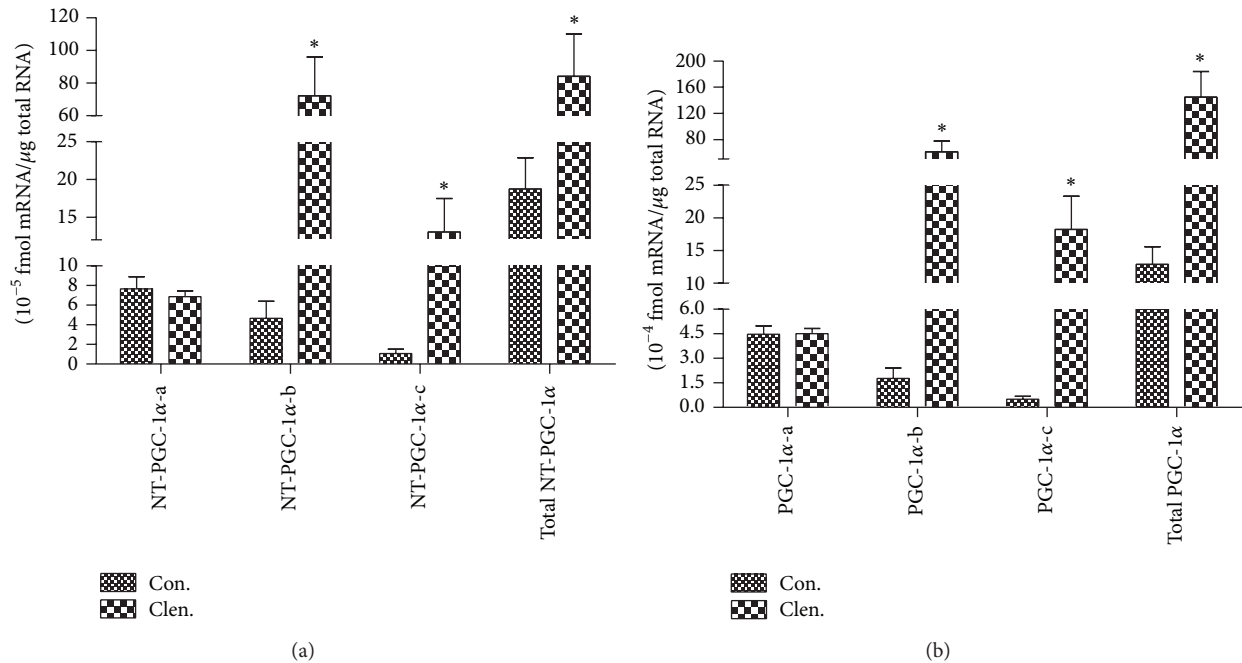 120
100
80
60
25
20
15
10
8
6
4
2
0
(10⁻⁵ fmol mRNA/µg total RNA)
*
*
*
NT-PGC-1α-a
NT-PGC-1α-b
NT-PGC-1α-c
Total NT-PGC-1α
Con.
Clen.
(a)
200
160
120
80
25
20
15
10
6.0
4.5
3.0
1.5
0.0
(10⁻⁴ fmol mRNA/µg total RNA)
*
*
*
PGC-1α-a
PGC-1α-b
PGC-1α-c
Total PGC-1α
Con.
Clen.
(b)